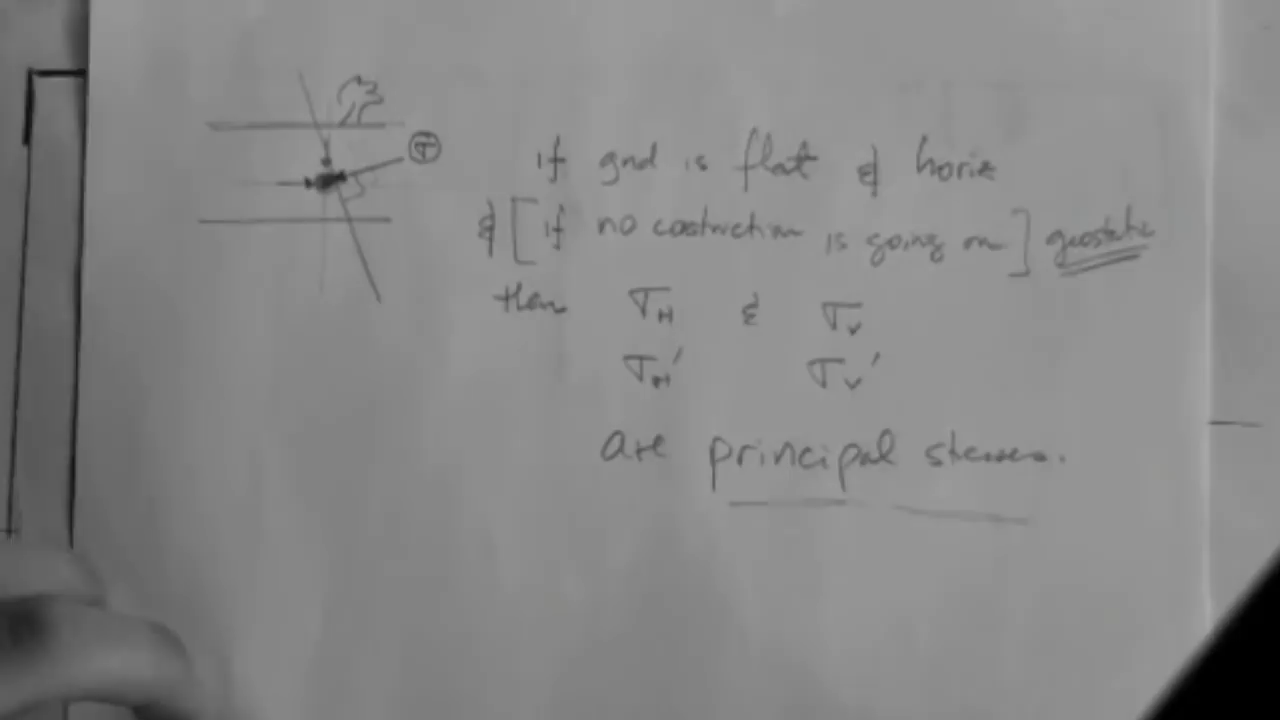 σ
if gnd is flat & horiz
& [if no costruction is going on] geostatic
then σH & σv
σH' σv'
are principal stresses.